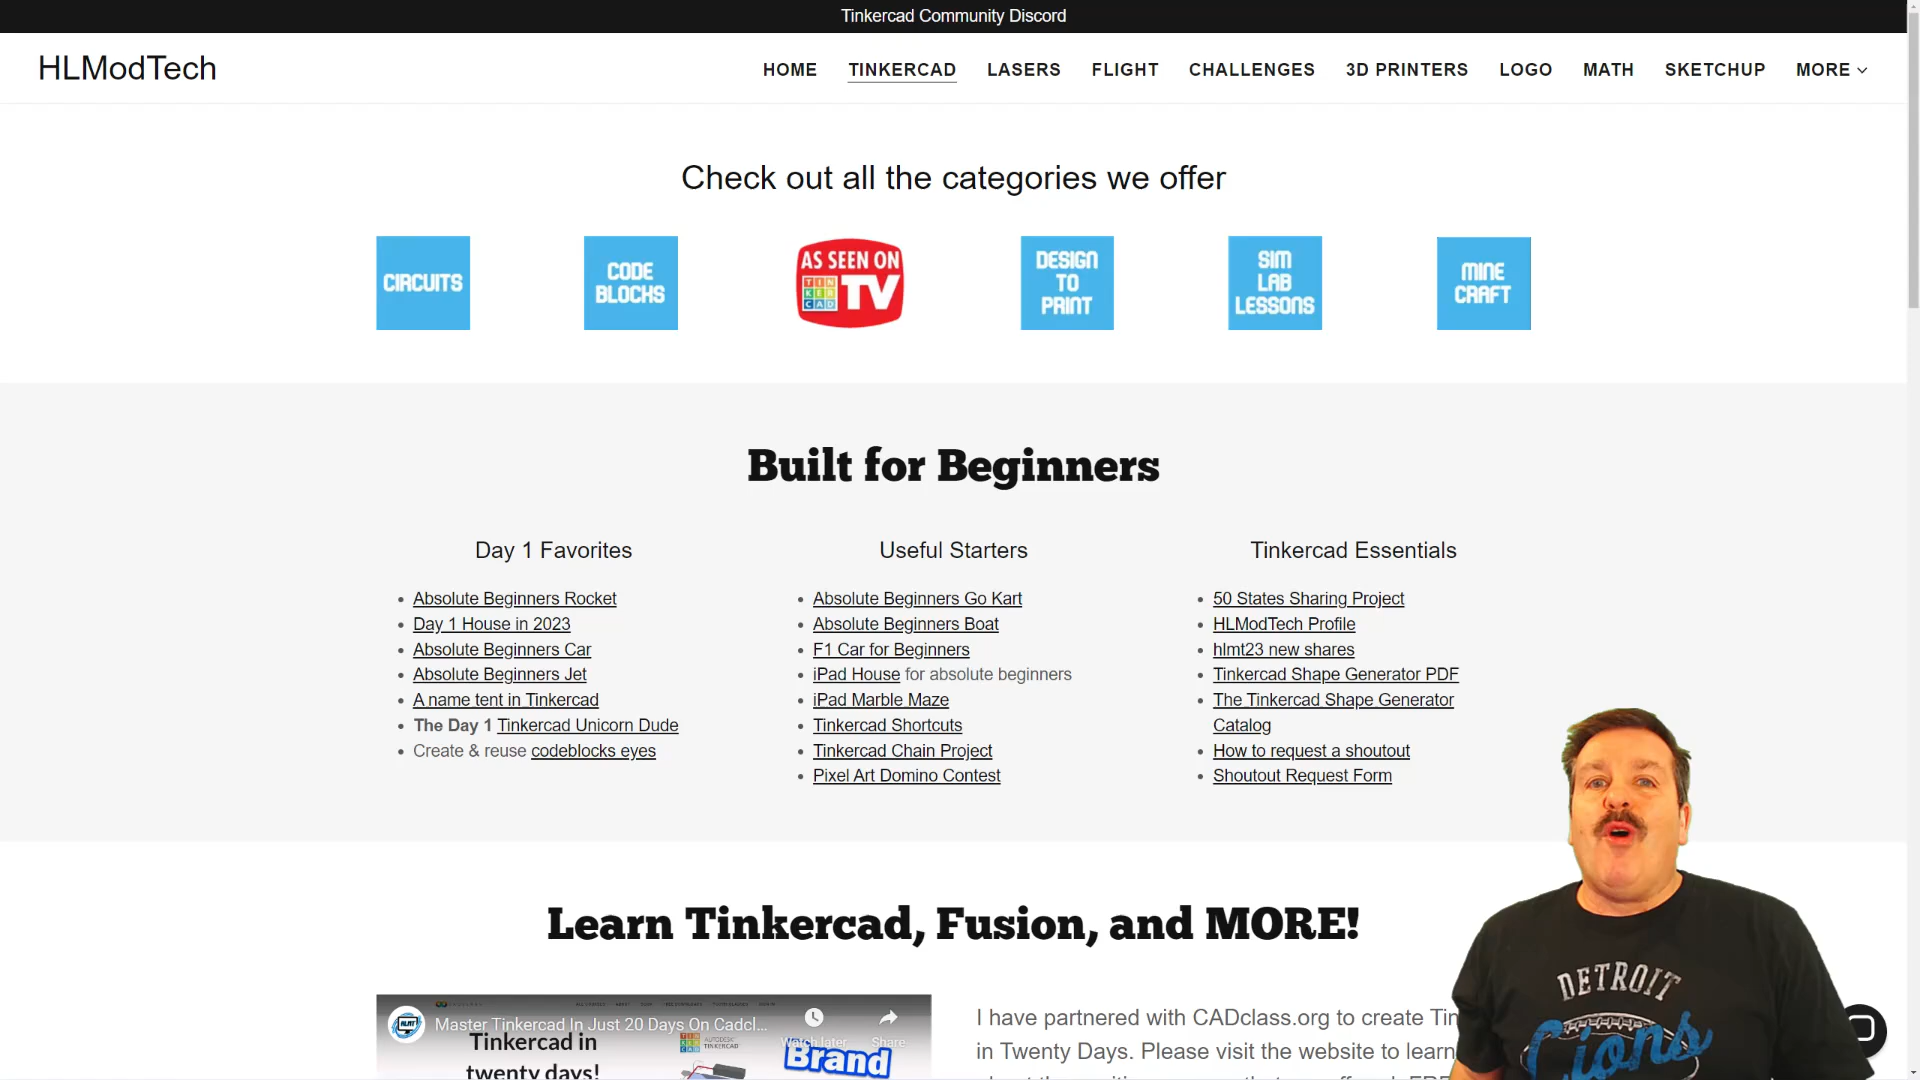 Tinkercad Community Discord
HLModTech
HOME TINKERCAD LASERS FLIGHT CHALLENGES 3D PRINTERS LOGO MATH SKETCHUP MORE
Check out all the categories we offer
CIRCUITS
CODE
BLOCKS
AS SEEN ON
TIN
KER
CAD
TV
DESIGN
TO
PRINT
SIM
LAB
LESSONS
MINE
CRAFT
Built for Beginners
Day 1 Favorites
Absolute Beginners Rocket
Day 1 House in 2023
Absolute Beginners Car
Absolute Beginners Jet
A name tent in Tinkercad
The Day 1 Tinkercad Unicorn Dude
Create & reuse codeblocks eyes
Useful Starters
Absolute Beginners Go Kart
Absolute Beginners Boat
F1 Car for Beginners
iPad House for absolute beginners
iPad Marble Maze
Tinkercad Shortcuts
Tinkercad Chain Project
Pixel Art Domino Contest
Tinkercad Essentials
50 States Sharing Project
HLModTech Profile
hlmt23 new shares
Tinkercad Shape Generator PDF
The Tinkercad Shape Generator
Catalog
How to request a shoutout
Shoutout Request Form
Learn Tinkercad, Fusion, and MORE!
HLMT
Master Tinkercad In Just 20 Days On Cadcl...
Watch later
Share
Tinkercad in
twenty days!
AUTODESK
TINKERCAD
Brand
I have partnered with CADclass.org to create Tin
in Twenty Days. Please visit the website to learn
DETROIT
Lions